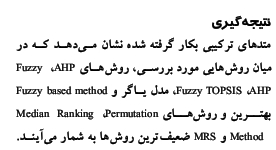 نتیجه‌گیری
متدهای ترکیبی بکار گرفته شده نشان می‌دهد که در
میان روش‌هایی مورد بررسی، روش‌های AHP، Fuzzy
AHP، Fuzzy TOPSIS، مدل یاگر و Fuzzy based method
بهترین و روش‌های Permutation، Median Ranking
Method و MRS ضعیف‌ترین روش‌ها به شمار می‌آیند.